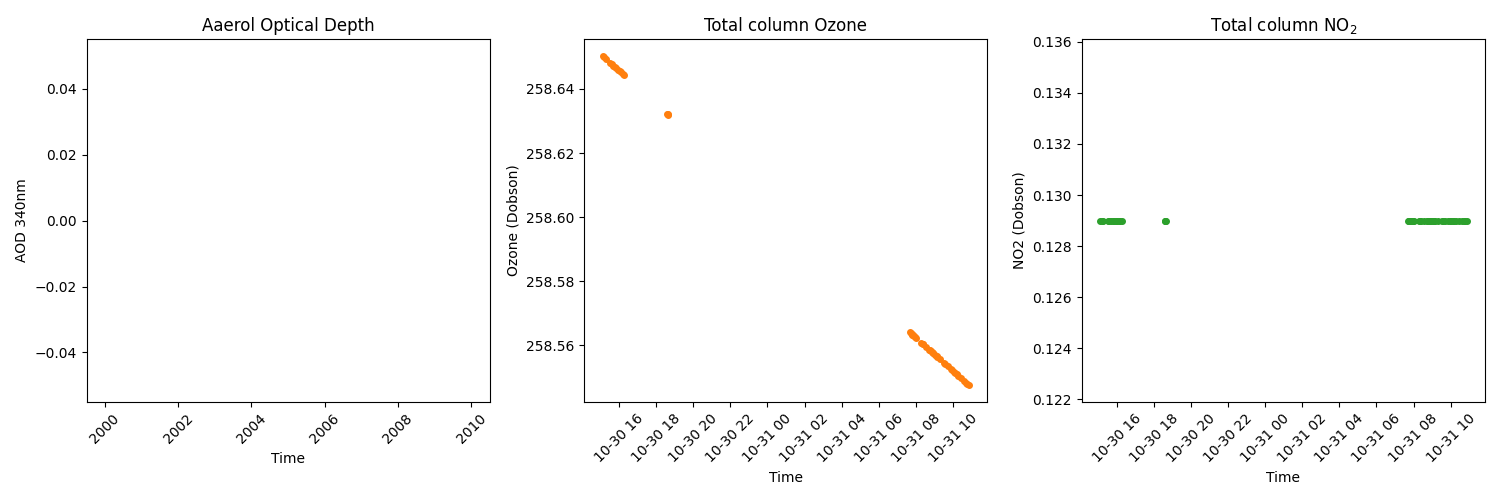 Aaerol Optical Depth
AOD 340nm
0.04
0.02
0.00
−0.02
−0.04
2000 2002 2004 2006 2008 2010
Time
Total column Ozone
Ozone (Dobson)
258.64
258.62
258.60
258.58
258.56
10-30 16 10-30 18 10-30 20 10-30 22 10-31 00 10-31 02 10-31 04 10-31 06 10-31 08 10-31 10
Time
Total column NO₂
NO2 (Dobson)
0.136
0.134
0.132
0.130
0.128
0.126
0.124
0.122
10-30 16 10-30 18 10-30 20 10-30 22 10-31 00 10-31 02 10-31 04 10-31 06 10-31 08 10-31 10
Time